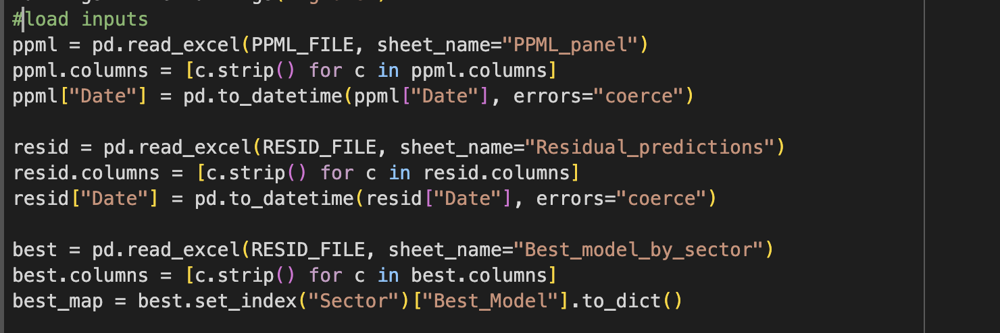 #load inputs
ppml = pd.read_excel(PPML_FILE, sheet_name="PPML_panel")
ppml.columns = [c.strip() for c in ppml.columns]
ppml["Date"] = pd.to_datetime(ppml["Date"], errors="coerce")
resid = pd.read_excel(RESID_FILE, sheet_name="Residual_predictions")
resid.columns = [c.strip() for c in resid.columns]
resid["Date"] = pd.to_datetime(resid["Date"], errors="coerce")
best = pd.read_excel(RESID_FILE, sheet_name="Best_model_by_sector")
best.columns = [c.strip() for c in best.columns]
best_map = best.set_index("Sector")["Best_Model"].to_dict()